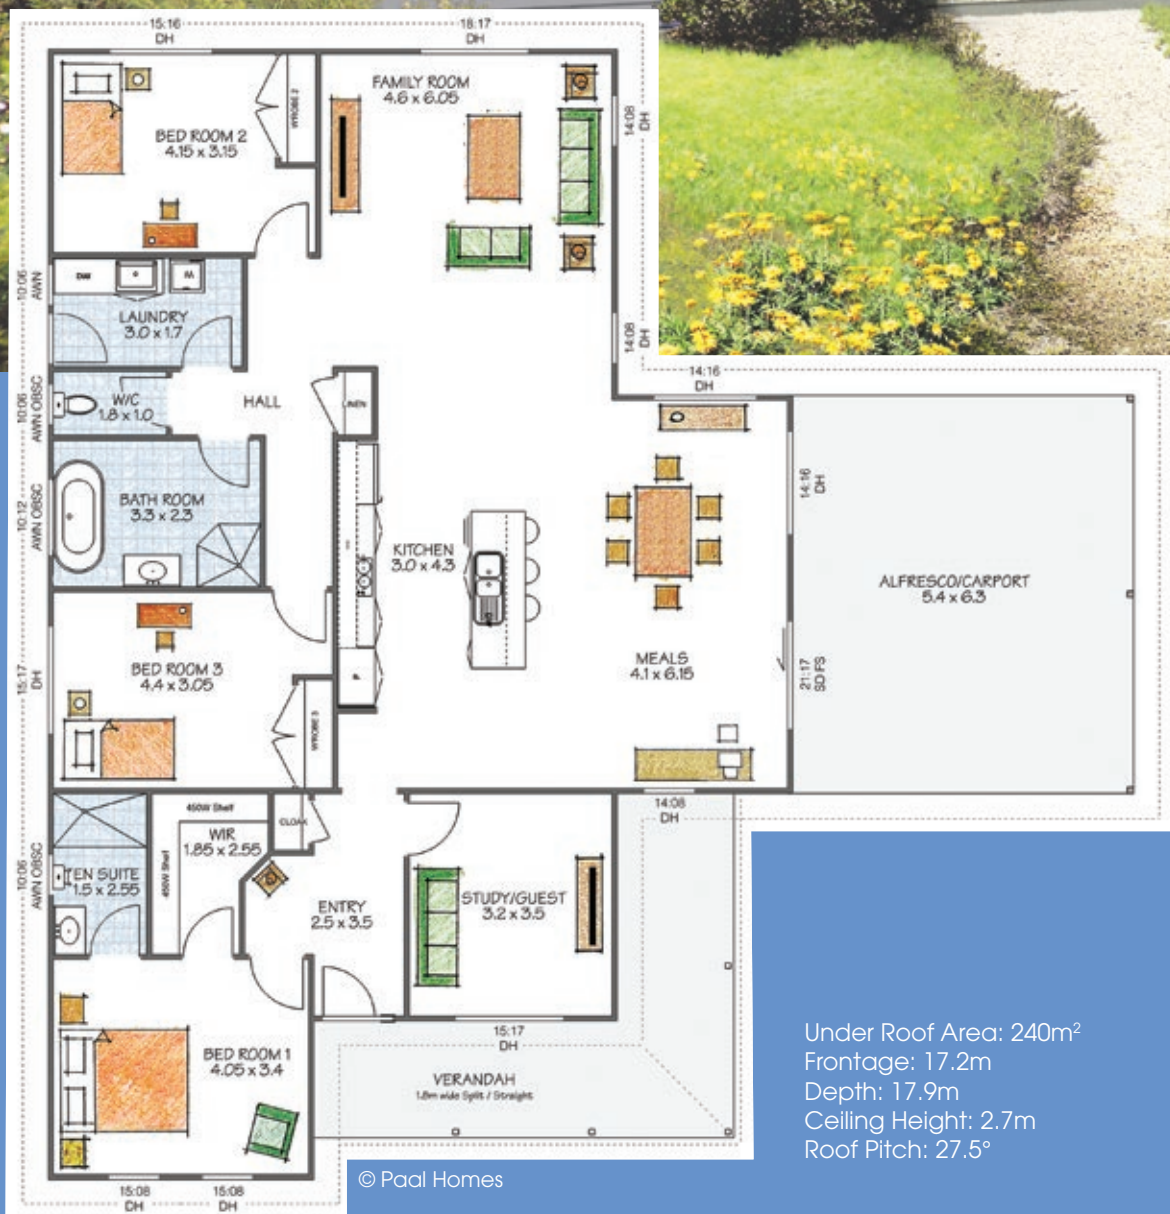 15:16
DH
18:17
DH
FAMILY ROOM
4.6 x 6.05
BED ROOM 2
4.15 x 3.15
WROBE 2
14:08
DH
10:06
AWN
DW
W
LAUNDRY
3.0 x 1.7
14:08
DH
14:16
DH
10:06
AWN OBSC
W/C
1.8 x 1.0
HALL
LINEN
10:12
AWN OBSC
BATH ROOM
3.3 x 2.3
14:16
DH
KITCHEN
3.0 x 4.3
ALFRESCO/CARPORT
5.4 x 6.3
15:17
DH
BED ROOM 3
4.4 x 3.05
WROBE 3
P
MEALS
4.1 x 6.15
21:17
SD FS
14:08
DH
450W Shelf
WIR
1.85 x 2.55
450W Shelf
CLOAK
10:06
AWN OBSC
EN SUITE
1.5 x 2.55
ENTRY
2.5 x 3.5
STUDY/GUEST
3.2 x 3.5
15:17
DH
BED ROOM 1
4.05 x 3.4
VERANDAH
1.8m wide Split / Straight
15:08
DH
15:08
DH
© Paal Homes
Under Roof Area: 240m²
Frontage: 17.2m
Depth: 17.9m
Ceiling Height: 2.7m
Roof Pitch: 27.5°